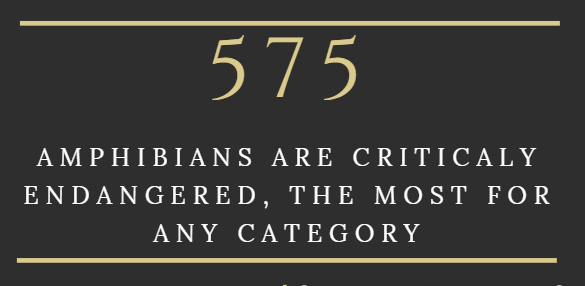 575
AMPHIBIANS ARE CRITICALY
ENDANGERED, THE MOST FOR
ANY CATEGORY